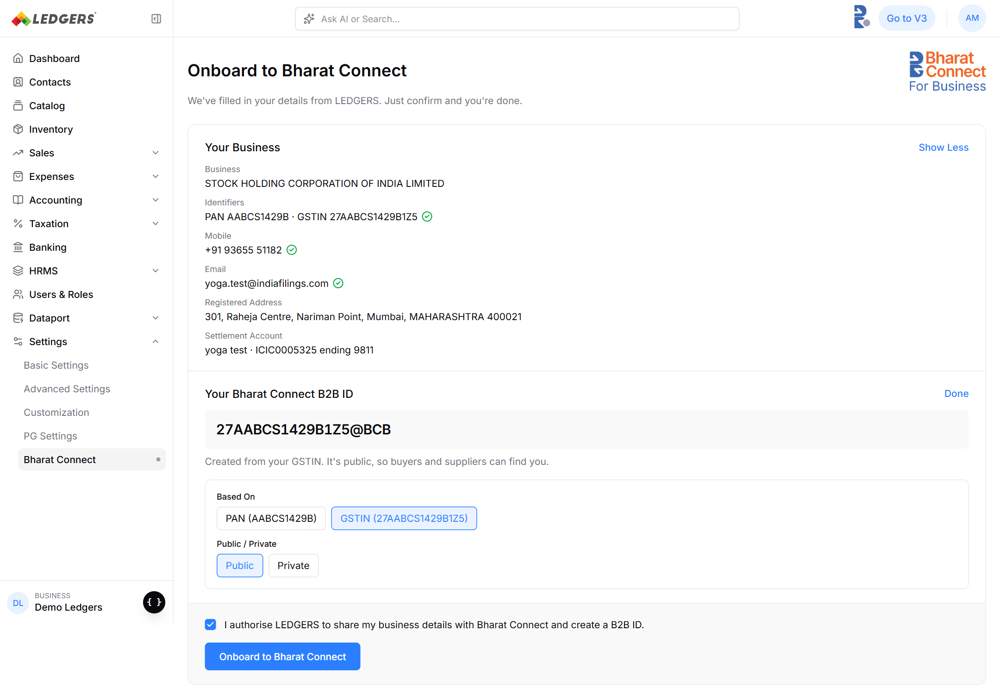 LEDGERS
Ask AI or Search...
Go to V3
AM
Dashboard
Contacts
Catalog
Inventory
Sales
Expenses
Accounting
Taxation
Banking
HRMS
Users & Roles
Dataport
Settings
Basic Settings
Advanced Settings
Customization
PG Settings
Bharat Connect
DL
BUSINESS
Demo Ledgers
{ }
Onboard to Bharat Connect
We've filled in your details from LEDGERS. Just confirm and you're done.
Bharat
Connect
For Business
Your Business
Show Less
Business
STOCK HOLDING CORPORATION OF INDIA LIMITED
Identifiers
PAN AABCS1429B · GSTIN 27AABCS1429B1Z5
Mobile
+91 93655 51182
Email
yoga.test@indiafilings.com
Registered Address
301, Raheja Centre, Nariman Point, Mumbai, MAHARASHTRA 400021
Settlement Account
yoga test · ICIC0005325 ending 9811
Your Bharat Connect B2B ID
Done
27AABCS1429B1Z5@BCB
Created from your GSTIN. It's public, so buyers and suppliers can find you.
Based On
PAN (AABCS1429B)
GSTIN (27AABCS1429B1Z5)
Public / Private
Public
Private
I authorise LEDGERS to share my business details with Bharat Connect and create a B2B ID.
Onboard to Bharat Connect